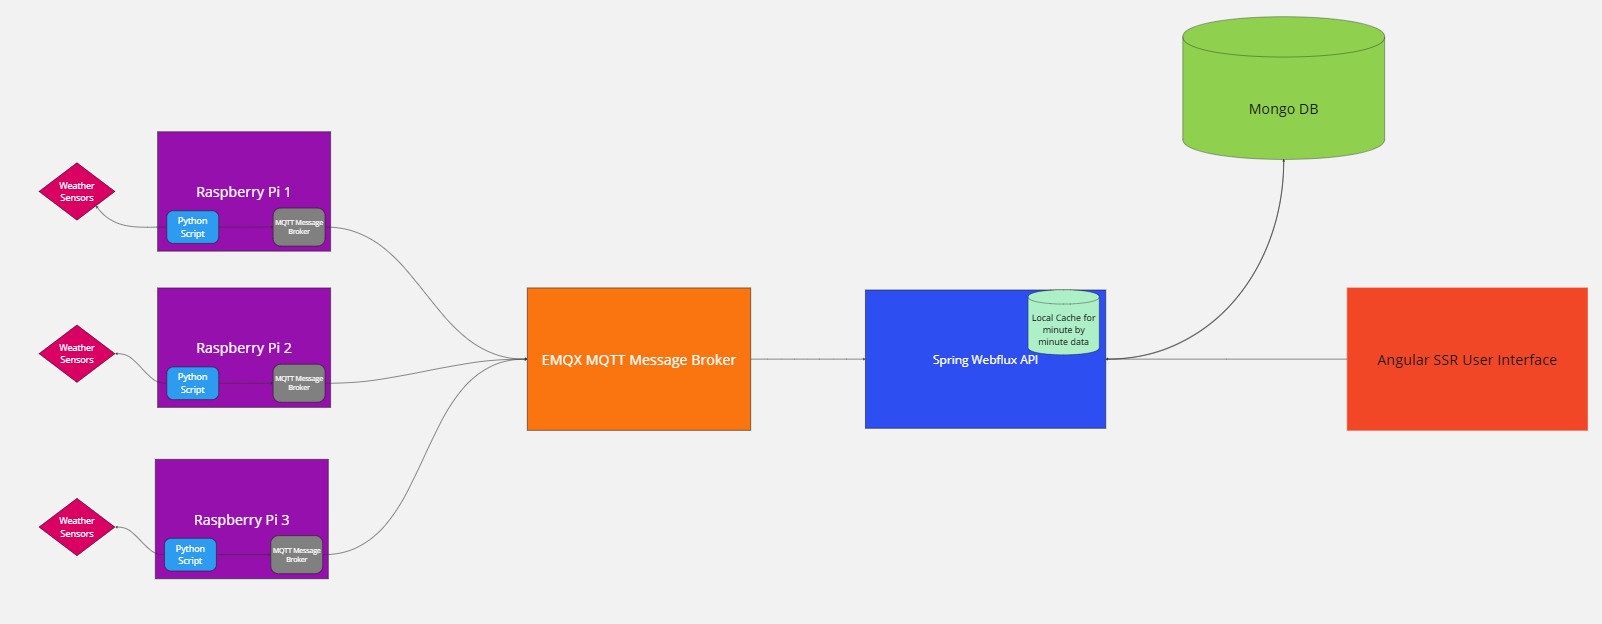 Mongo DB
Weather
Sensors
Raspberry Pi 1
Python
Script
MQTT Message
Broker
Weather
Sensors
Raspberry Pi 2
Python
Script
MQTT Message
Broker
EMQX MQTT Message Broker
Local Cache for
minute by
minute data
Spring Webflux API
Angular SSR User Interface
Weather
Sensors
Raspberry Pi 3
Python
Script
MQTT Message
Broker